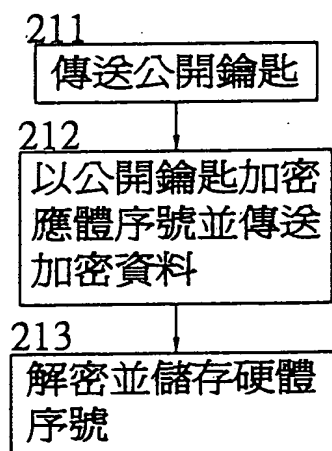 211
傳送公開鑰匙
212
以公開鑰匙加密
應體序號並傳送
加密資料
213
解密並儲存硬體
序號